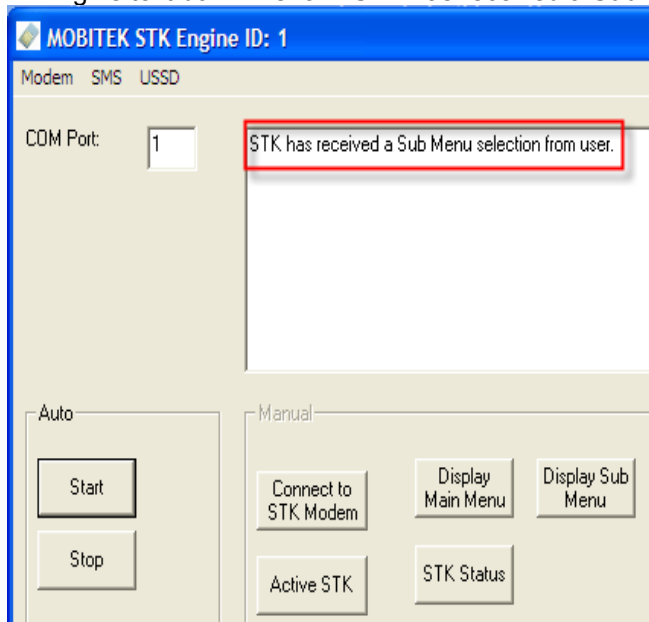 MOBITEK STK Engine ID: 1
Modem SMS USSD
COM Port: 1
STK has received a Sub Menu selection from user.
Auto
Manual
Start
Connect to
STK Modem
Display
Main Menu
Display Sub
Menu
Stop
Active STK
STK Status